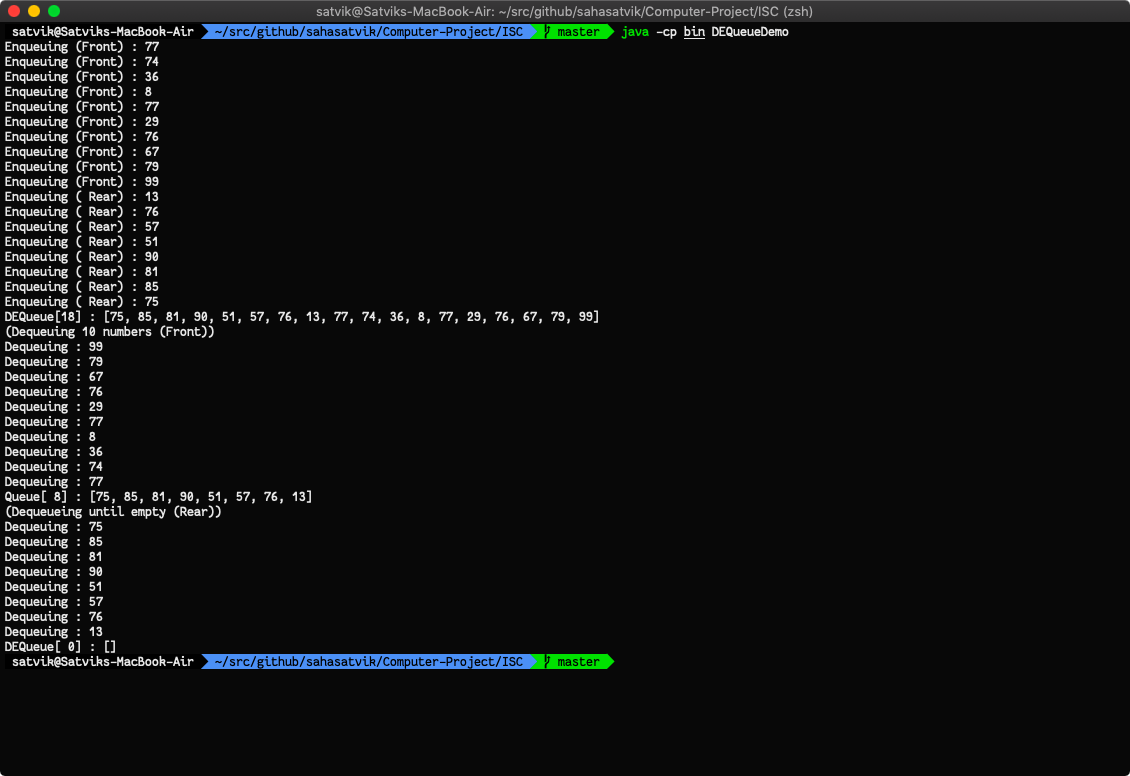 satvik@Satviks-MacBook-Air: ~/src/github/sahasatvik/Computer-Project/ISC (zsh)
satvik@Satviks-MacBook-Air ~/src/github/sahasatvik/Computer-Project/ISC master java -cp bin DEQueueDemo
Enqueuing (Front) : 77
Enqueuing (Front) : 74
Enqueuing (Front) : 36
Enqueuing (Front) : 8
Enqueuing (Front) : 77
Enqueuing (Front) : 29
Enqueuing (Front) : 76
Enqueuing (Front) : 67
Enqueuing (Front) : 79
Enqueuing (Front) : 99
Enqueuing ( Rear) : 13
Enqueuing ( Rear) : 76
Enqueuing ( Rear) : 57
Enqueuing ( Rear) : 51
Enqueuing ( Rear) : 90
Enqueuing ( Rear) : 81
Enqueuing ( Rear) : 85
Enqueuing ( Rear) : 75
DEQueue[18] : [75, 85, 81, 90, 51, 57, 76, 13, 77, 74, 36, 8, 77, 29, 76, 67, 79, 99]
(Dequeuing 10 numbers (Front))
Dequeuing : 99
Dequeuing : 79
Dequeuing : 67
Dequeuing : 76
Dequeuing : 29
Dequeuing : 77
Dequeuing : 8
Dequeuing : 36
Dequeuing : 74
Dequeuing : 77
Queue[ 8] : [75, 85, 81, 90, 51, 57, 76, 13]
(Dequeueing until empty (Rear))
Dequeuing : 75
Dequeuing : 85
Dequeuing : 81
Dequeuing : 90
Dequeuing : 51
Dequeuing : 57
Dequeuing : 76
Dequeuing : 13
DEQueue[ 0] : []
satvik@Satviks-MacBook-Air ~/src/github/sahasatvik/Computer-Project/ISC master